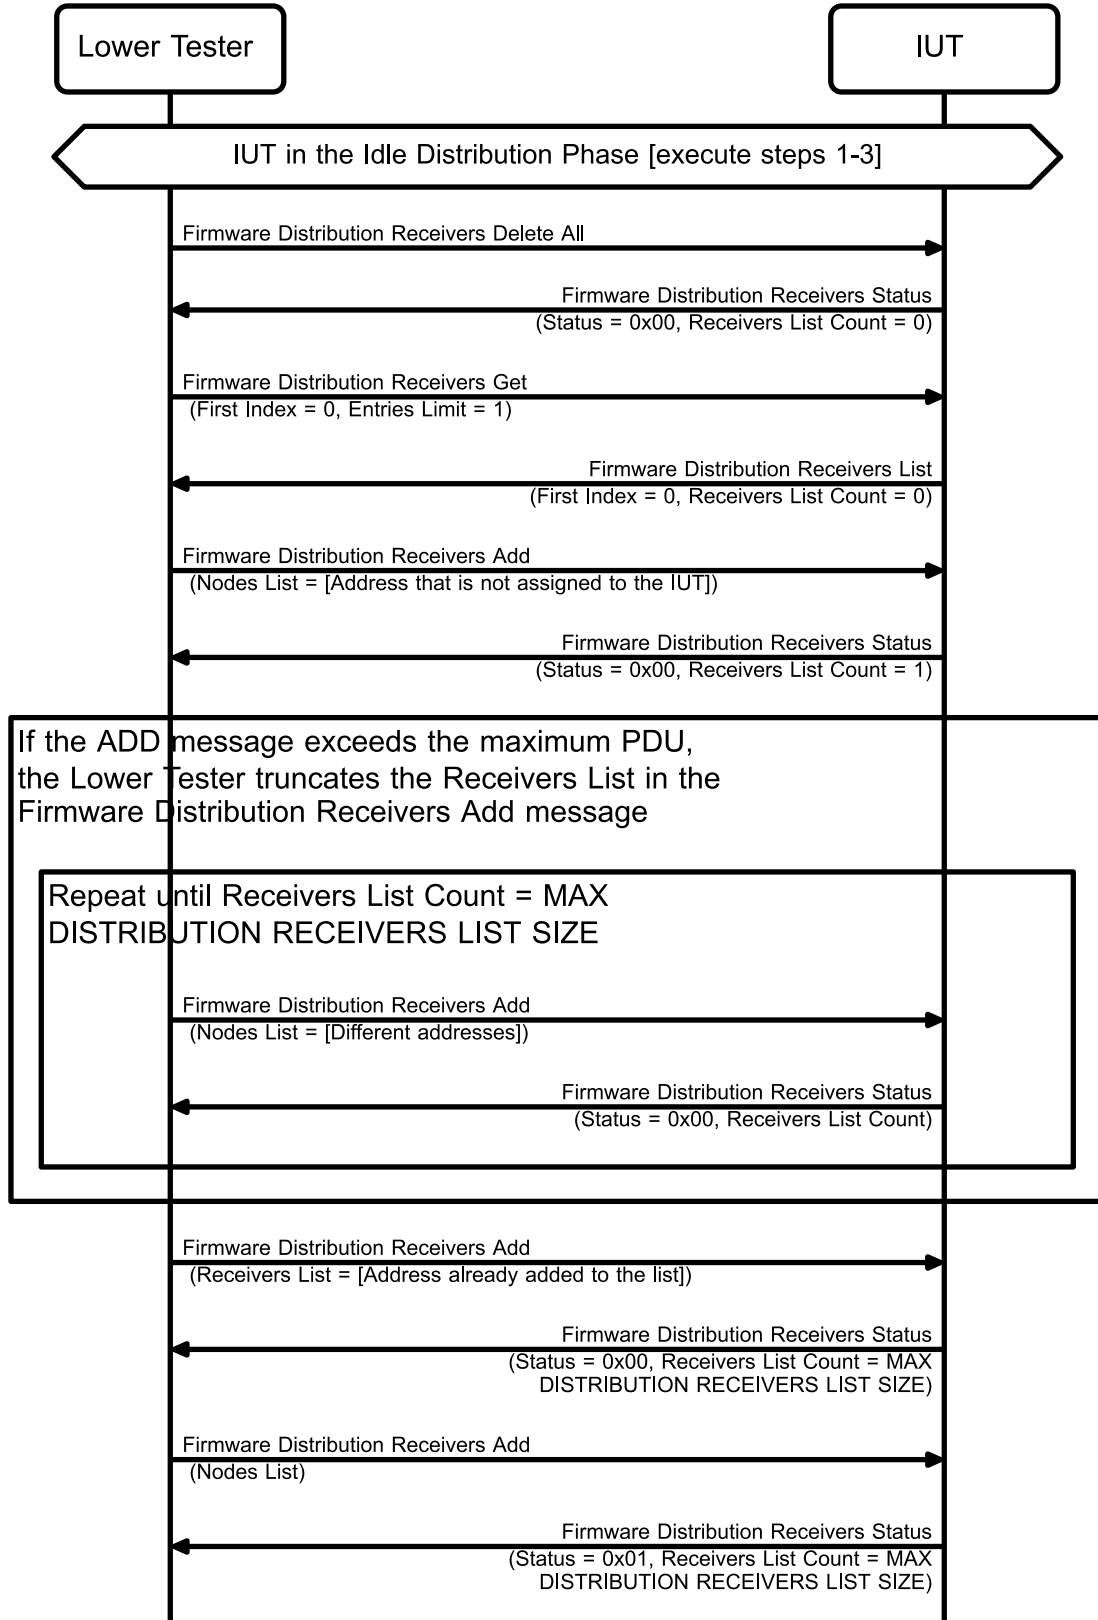 Lower Tester
IUT
IUT in the Idle Distribution Phase [execute steps 1-3]
Firmware Distribution Receivers Delete All
Firmware Distribution Receivers Status
(Status = 0x00, Receivers List Count = 0)
Firmware Distribution Receivers Get
(First Index = 0, Entries Limit = 1)
Firmware Distribution Receivers List
(First Index = 0, Receivers List Count = 0)
Firmware Distribution Receivers Add
(Nodes List = [Address that is not assigned to the IUT])
Firmware Distribution Receivers Status
(Status = 0x00, Receivers List Count = 1)
If the ADD message exceeds the maximum PDU,
the Lower Tester truncates the Receivers List in the
Firmware Distribution Receivers Add message
Repeat until Receivers List Count = MAX
DISTRIBUTION RECEIVERS LIST SIZE
Firmware Distribution Receivers Add
(Nodes List = [Different addresses])
Firmware Distribution Receivers Status
(Status = 0x00, Receivers List Count)
Firmware Distribution Receivers Add
(Receivers List = [Address already added to the list])
Firmware Distribution Receivers Status
(Status = 0x00, Receivers List Count = MAX
DISTRIBUTION RECEIVERS LIST SIZE)
Firmware Distribution Receivers Add
(Nodes List)
Firmware Distribution Receivers Status
(Status = 0x01, Receivers List Count = MAX
DISTRIBUTION RECEIVERS LIST SIZE)